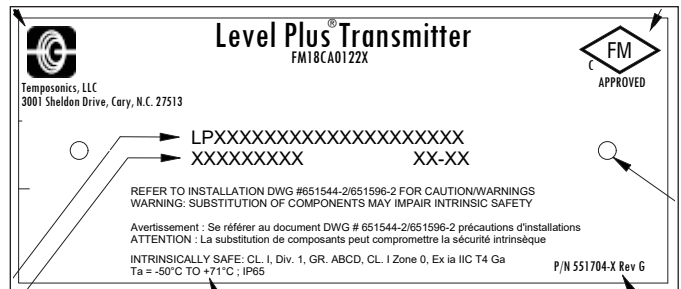 Level Plus® Transmitter
FM18CA0122X
FM
C
APPROVED
Temposonics, LLC
3001 Sheldon Drive, Cary, N.C. 27513
LPXXXXXXXXXXXXXXXXXXXX
XXXXXXXXX XX-XX
REFER TO INSTALLATION DWG #651544-2/651596-2 FOR CAUTION/WARNINGS
WARNING: SUBSTITUTION OF COMPONENTS MAY IMPAIR INTRINSIC SAFETY
Avertissement : Se référer au document DWG # 651544-2/651596-2 précautions d'installations
ATTENTION : La substitution de composants peut compromettre la sécurité intrinsèque
INTRINSICALLY SAFE: CL. I, Div. 1, GR. ABCD, CL. I Zone 0, Ex ia IIC T4 Ga
Ta = -50°C TO +71°C ; IP65
P/N 551704-X Rev G